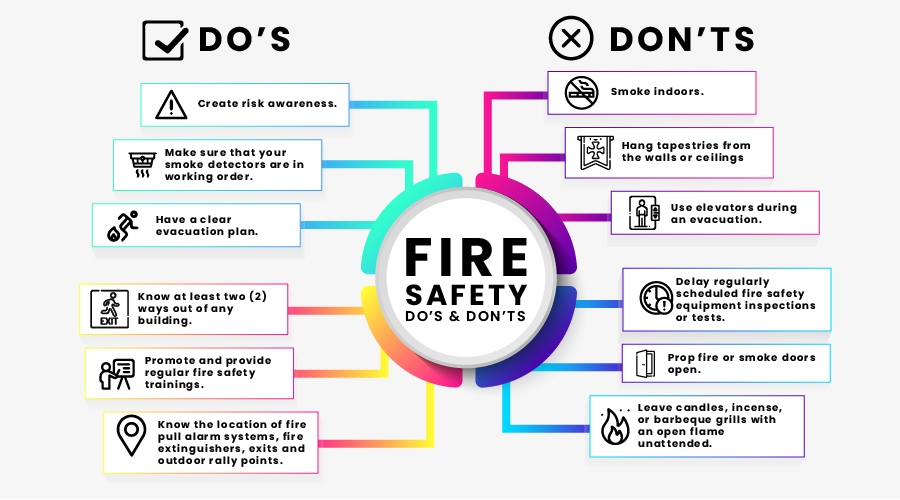 DO'S
Create risk awareness.
Make sure that your
smoke detectors are in
working order.
Have a clear
evacuation plan.
Know at least two (2)
ways out of any
building.
EXIT
Promote and provide
regular fire safety
trainings.
Know the location of fire
pull alarm systems, fire
extinguishers, exits and
outdoor rally points.
FIRE
SAFETY
DO'S & DON'TS
DON'TS
Smoke indoors.
Hang tapestries from
the walls or ceilings
Use elevators during
an evacuation.
Delay regularly
scheduled fire safety
equipment inspections
or tests.
Prop fire or smoke doors
open.
Leave candles, incense,
or barbeque grills with
an open flame
unattended.